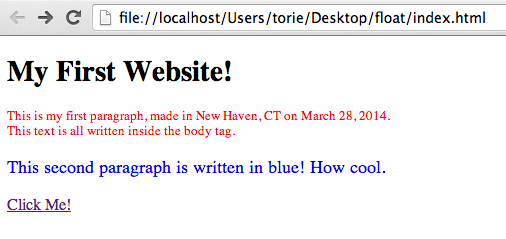 file://localhost/Users/torie/Desktop/float/index.html
My First Website!
This is my first paragraph, made in New Haven, CT on March 28, 2014.
This text is all written inside the body tag.
This second paragraph is written in blue! How cool.
Click Me!